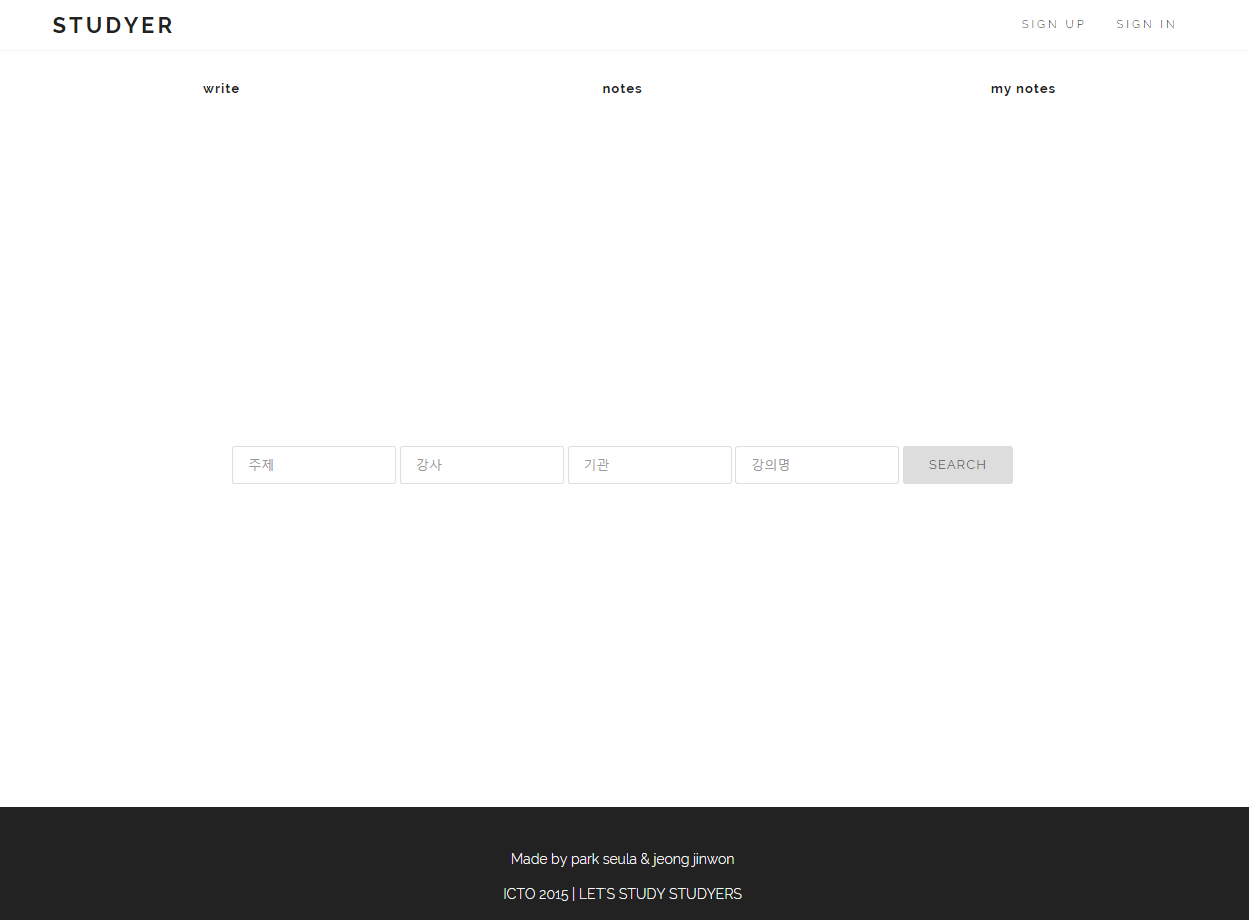 STUDYER SIGN UP SIGN IN
write notes my notes
주제 강사 기관 강의명 SEARCH
Made by park seula & jeong jinwon
ICTO 2015 | LET'S STUDY STUDYERS